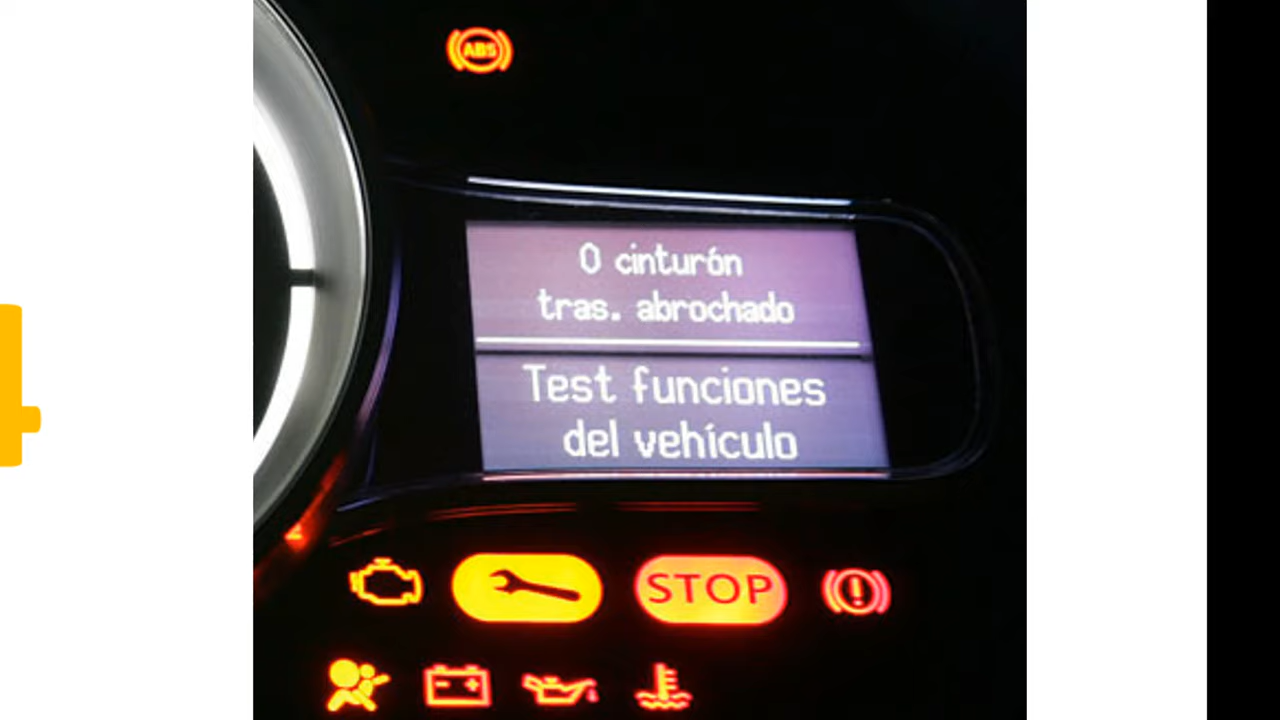 ABS
0 cinturón
tras. abrochado
Test funciones
del vehículo
STOP